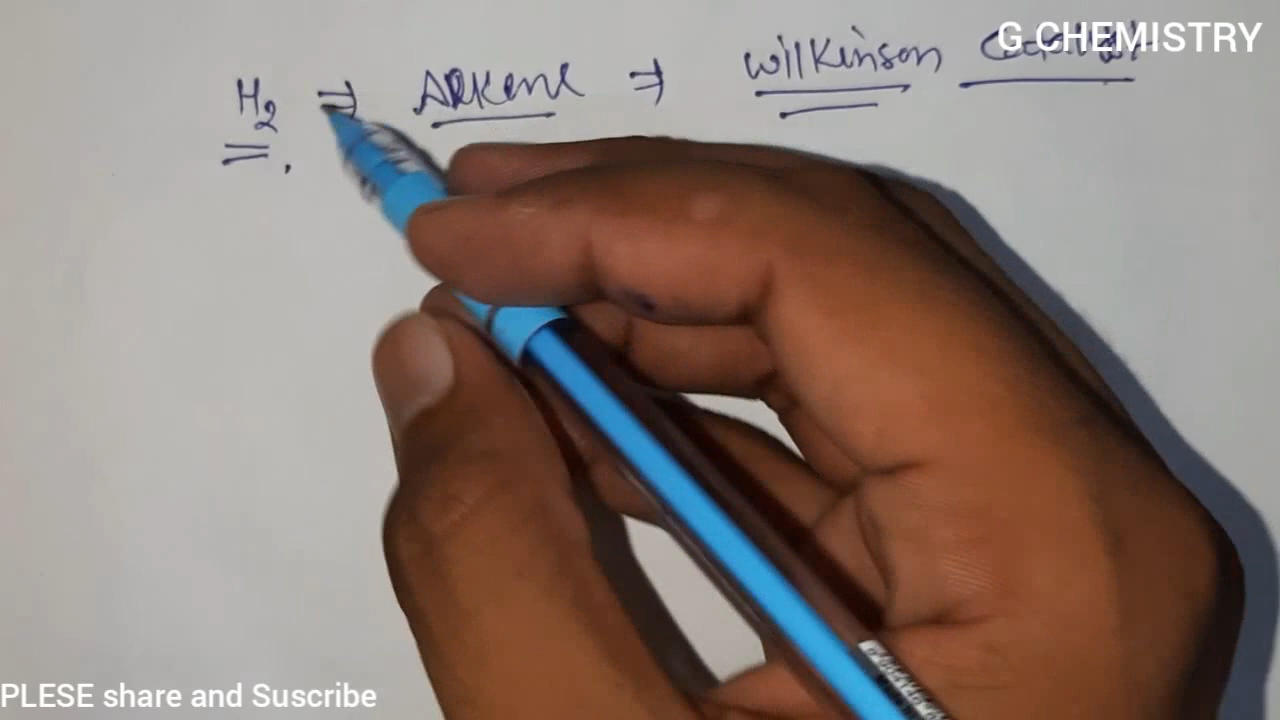 G CHEMISTRY
H2 ⇒ Alkene ⇒ Wilkinson
PLESE share and Suscribe